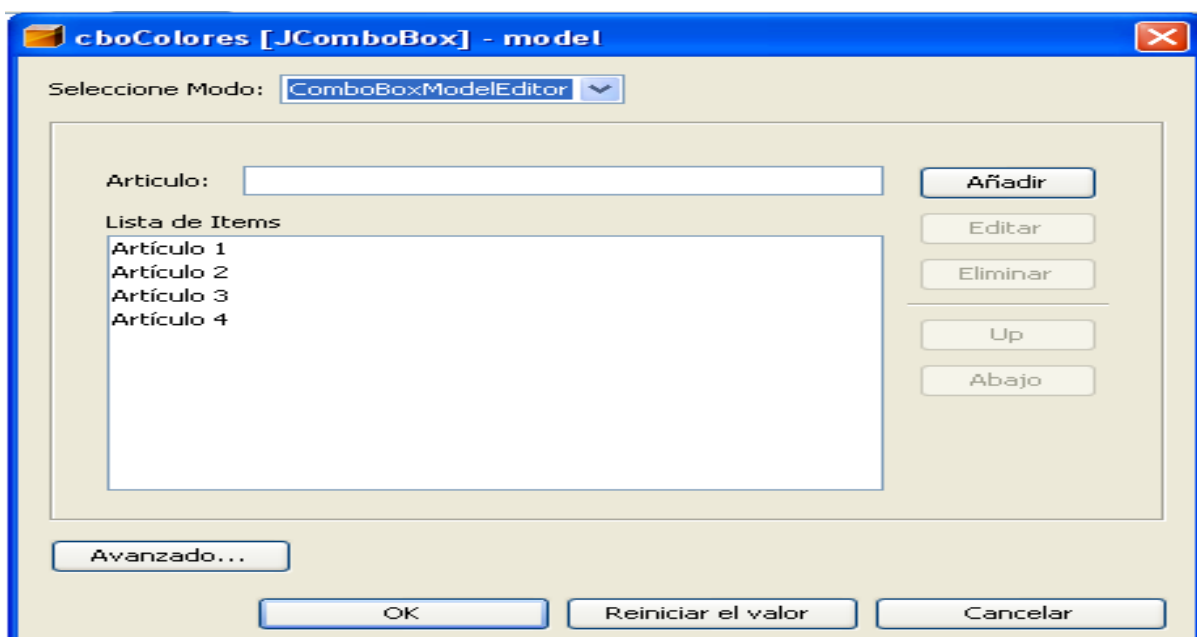 cboColores [JComboBox] - model
Seleccione Modo: ComboBoxModelEditor
Articulo:
Añadir
Lista de Items
Editar
Artículo 1
Artículo 2
Eliminar
Artículo 3
Artículo 4
Up
Abajo
Avanzado...
OK Reiniciar el valor Cancelar